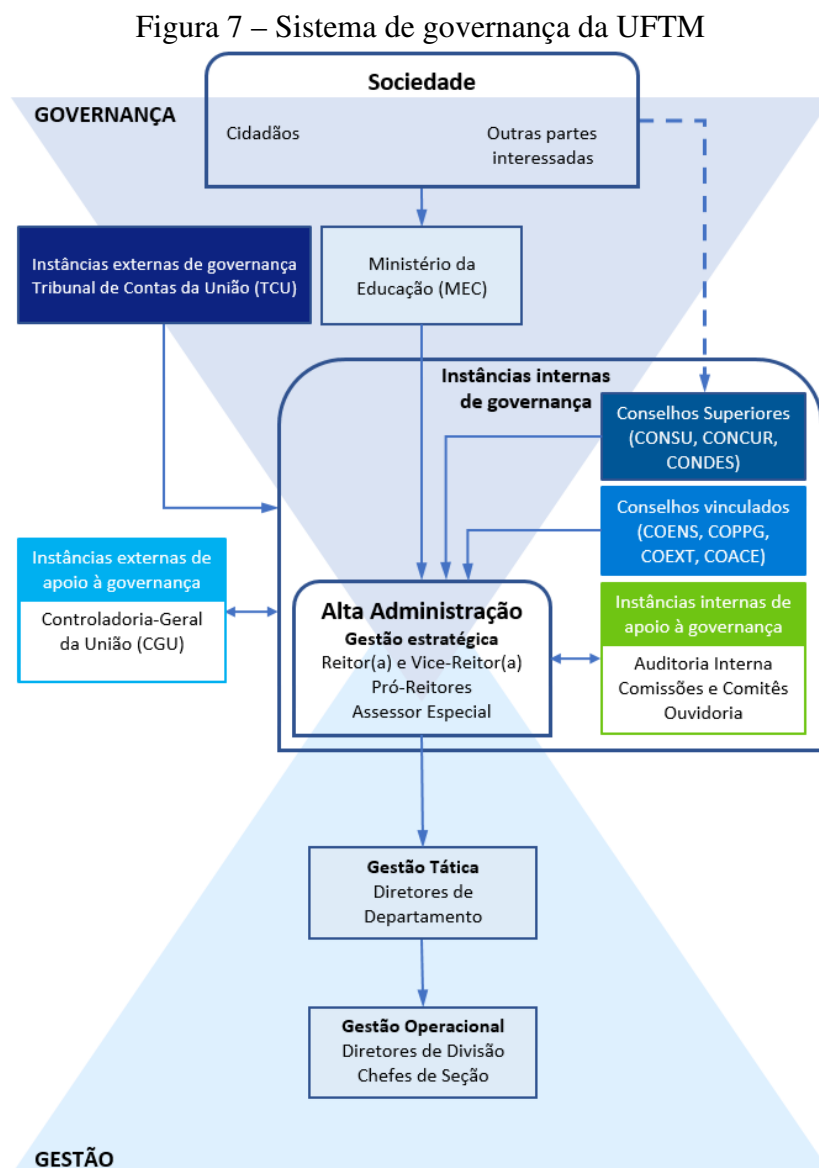 Figura 7 – Sistema de governança da UFTM
Sociedade
GOVERNANÇA
Cidadãos
Outras partes
interessadas
Instâncias externas de governança
Tribunal de Contas da União (TCU)
Ministério da
Educação (MEC)
Instâncias internas
de governança
Conselhos Superiores
(CONSU, CONCUR,
CONDES)
Conselhos vinculados
(COENS, COPPG,
COEXT, COACE)
Instâncias externas de
apoio à governança
Controladoria-Geral
da União (CGU)
Alta Administração
Gestão estratégica
Reitor(a) e Vice-Reitor(a)
Pró-Reitores
Assessor Especial
Instâncias internas de
apoio à governança
Auditoria Interna
Comissões e Comitês
Ouvidoria
Gestão Tática
Diretores de
Departamento
Gestão Operacional
Diretores de Divisão
Chefes de Seção
GESTÃO